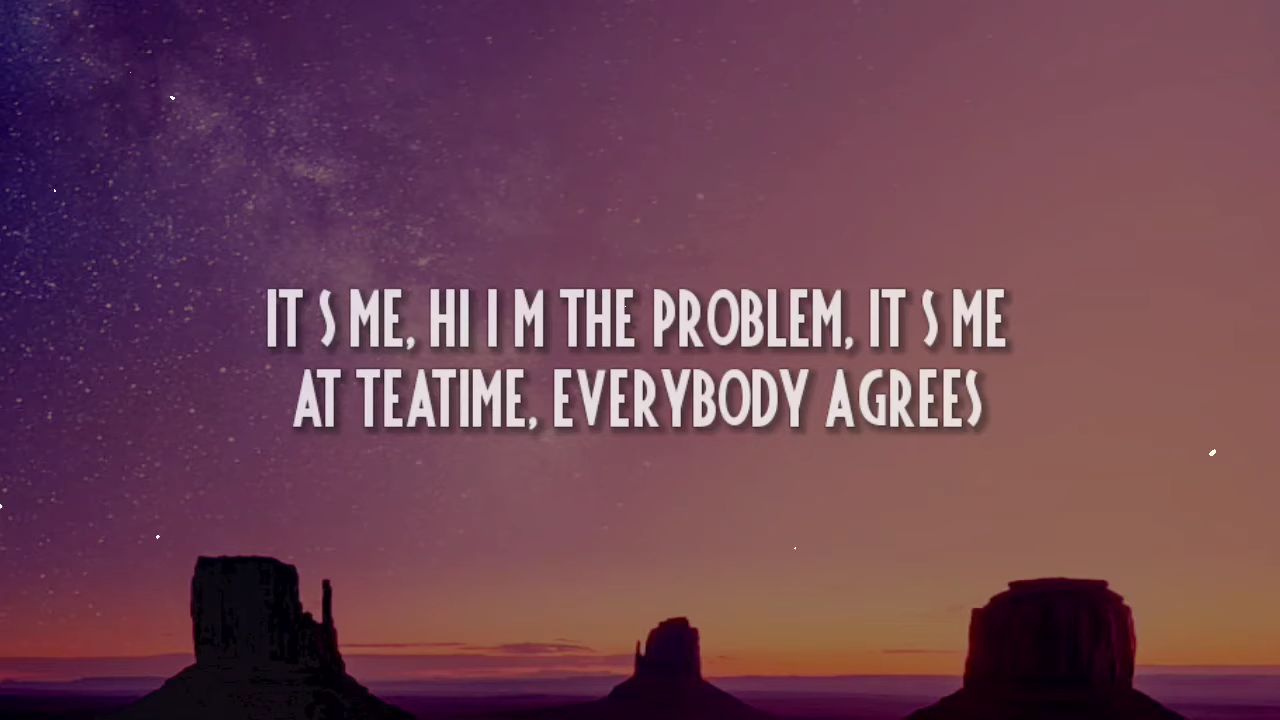 IT S ME, HI I M THE PROBLEM, IT S ME
AT TEATIME, EVERYBODY AGREES